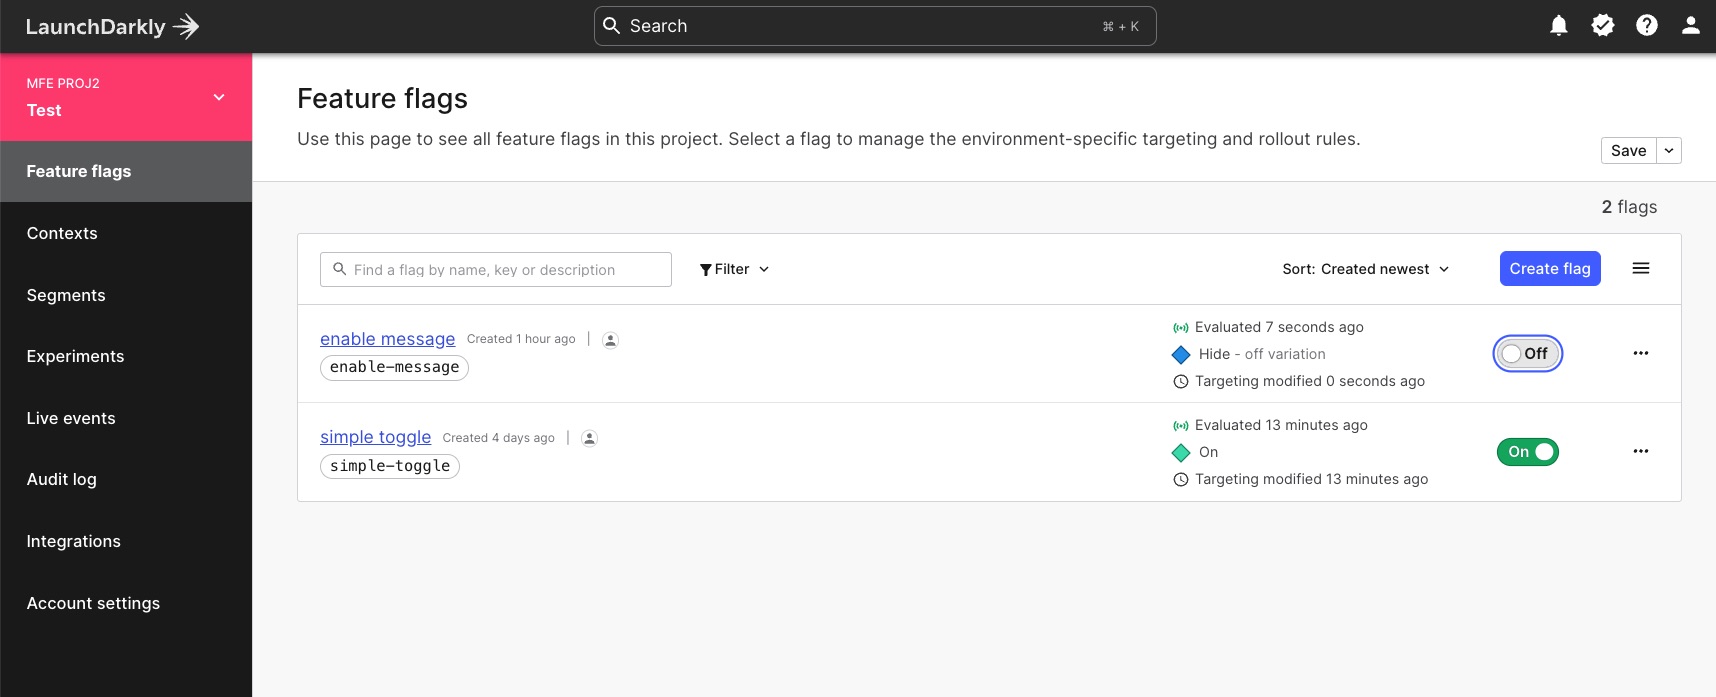 LaunchDarkly
Search
⌘ + K
MFE PROJ2
Test
Feature flags
Contexts
Segments
Experiments
Live events
Audit log
Integrations
Account settings
Feature flags
Use this page to see all feature flags in this project. Select a flag to manage the environment-specific targeting and rollout rules.
Save
2 flags
Find a flag by name, key or description
Filter
Sort: Created newest
Create flag
enable message Created 1 hour ago |
enable-message
Evaluated 7 seconds ago
Hide - off variation
Targeting modified 0 seconds ago
Off
simple toggle Created 4 days ago |
simple-toggle
Evaluated 13 minutes ago
On
Targeting modified 13 minutes ago
On